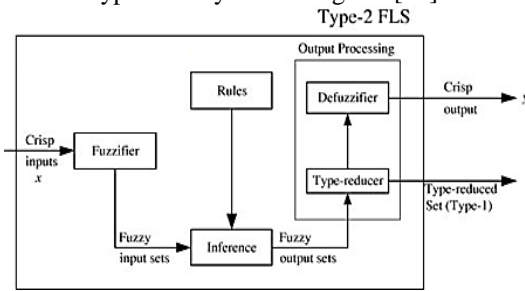 Type-2 FLS
Output Processing
Rules
Defuzzifier
Crisp
output
Crisp
inputs
x
Fuzzifier
Type-reducer
Type-reduced
Set (Type-1)
Fuzzy
input sets
Inference
Fuzzy
output sets